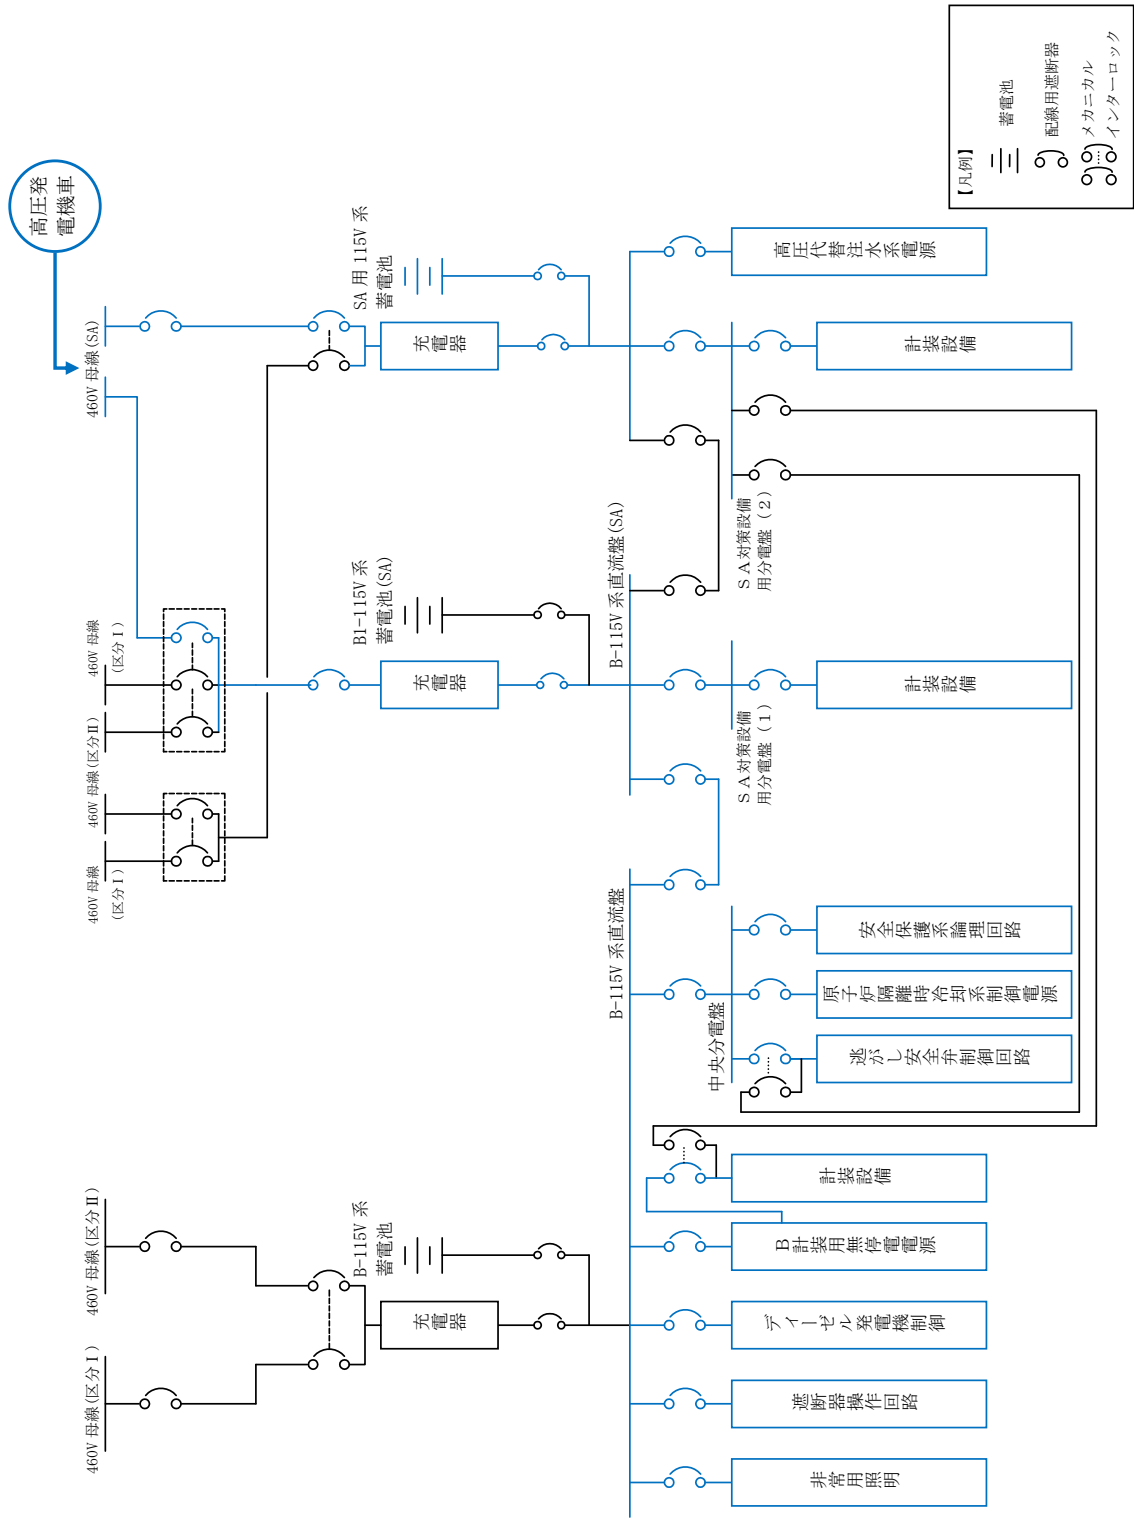 高圧発
電機車
460V 母線(SA)
460V 母線
(区分Ⅰ)
460V 母線(区分Ⅱ)
460V 母線
(区分Ⅰ)
460V 母線(区分Ⅱ)
460V 母線(区分Ⅰ)
SA 用 115V 系
蓄電池
充電器
B1-115V 系
蓄電池(SA)
充電器
B-115V 系
蓄電池
充電器
B-115V 系直流盤(SA)
B-115V 系直流盤
高圧代替注水系電源
計装設備
SA対策設備
用分電盤（2）
計装設備
SA対策設備
用分電盤（1）
中央分電盤
安全保護系論理回路
原子炉隔離時冷却系制御電源
逃がし安全弁制御回路
計装設備
B計装用無停電電源
ディーゼル発電機制御
遮断器操作回路
非常用照明
【凡例】
蓄電池
配線用遮断器
メカニカル
インターロック